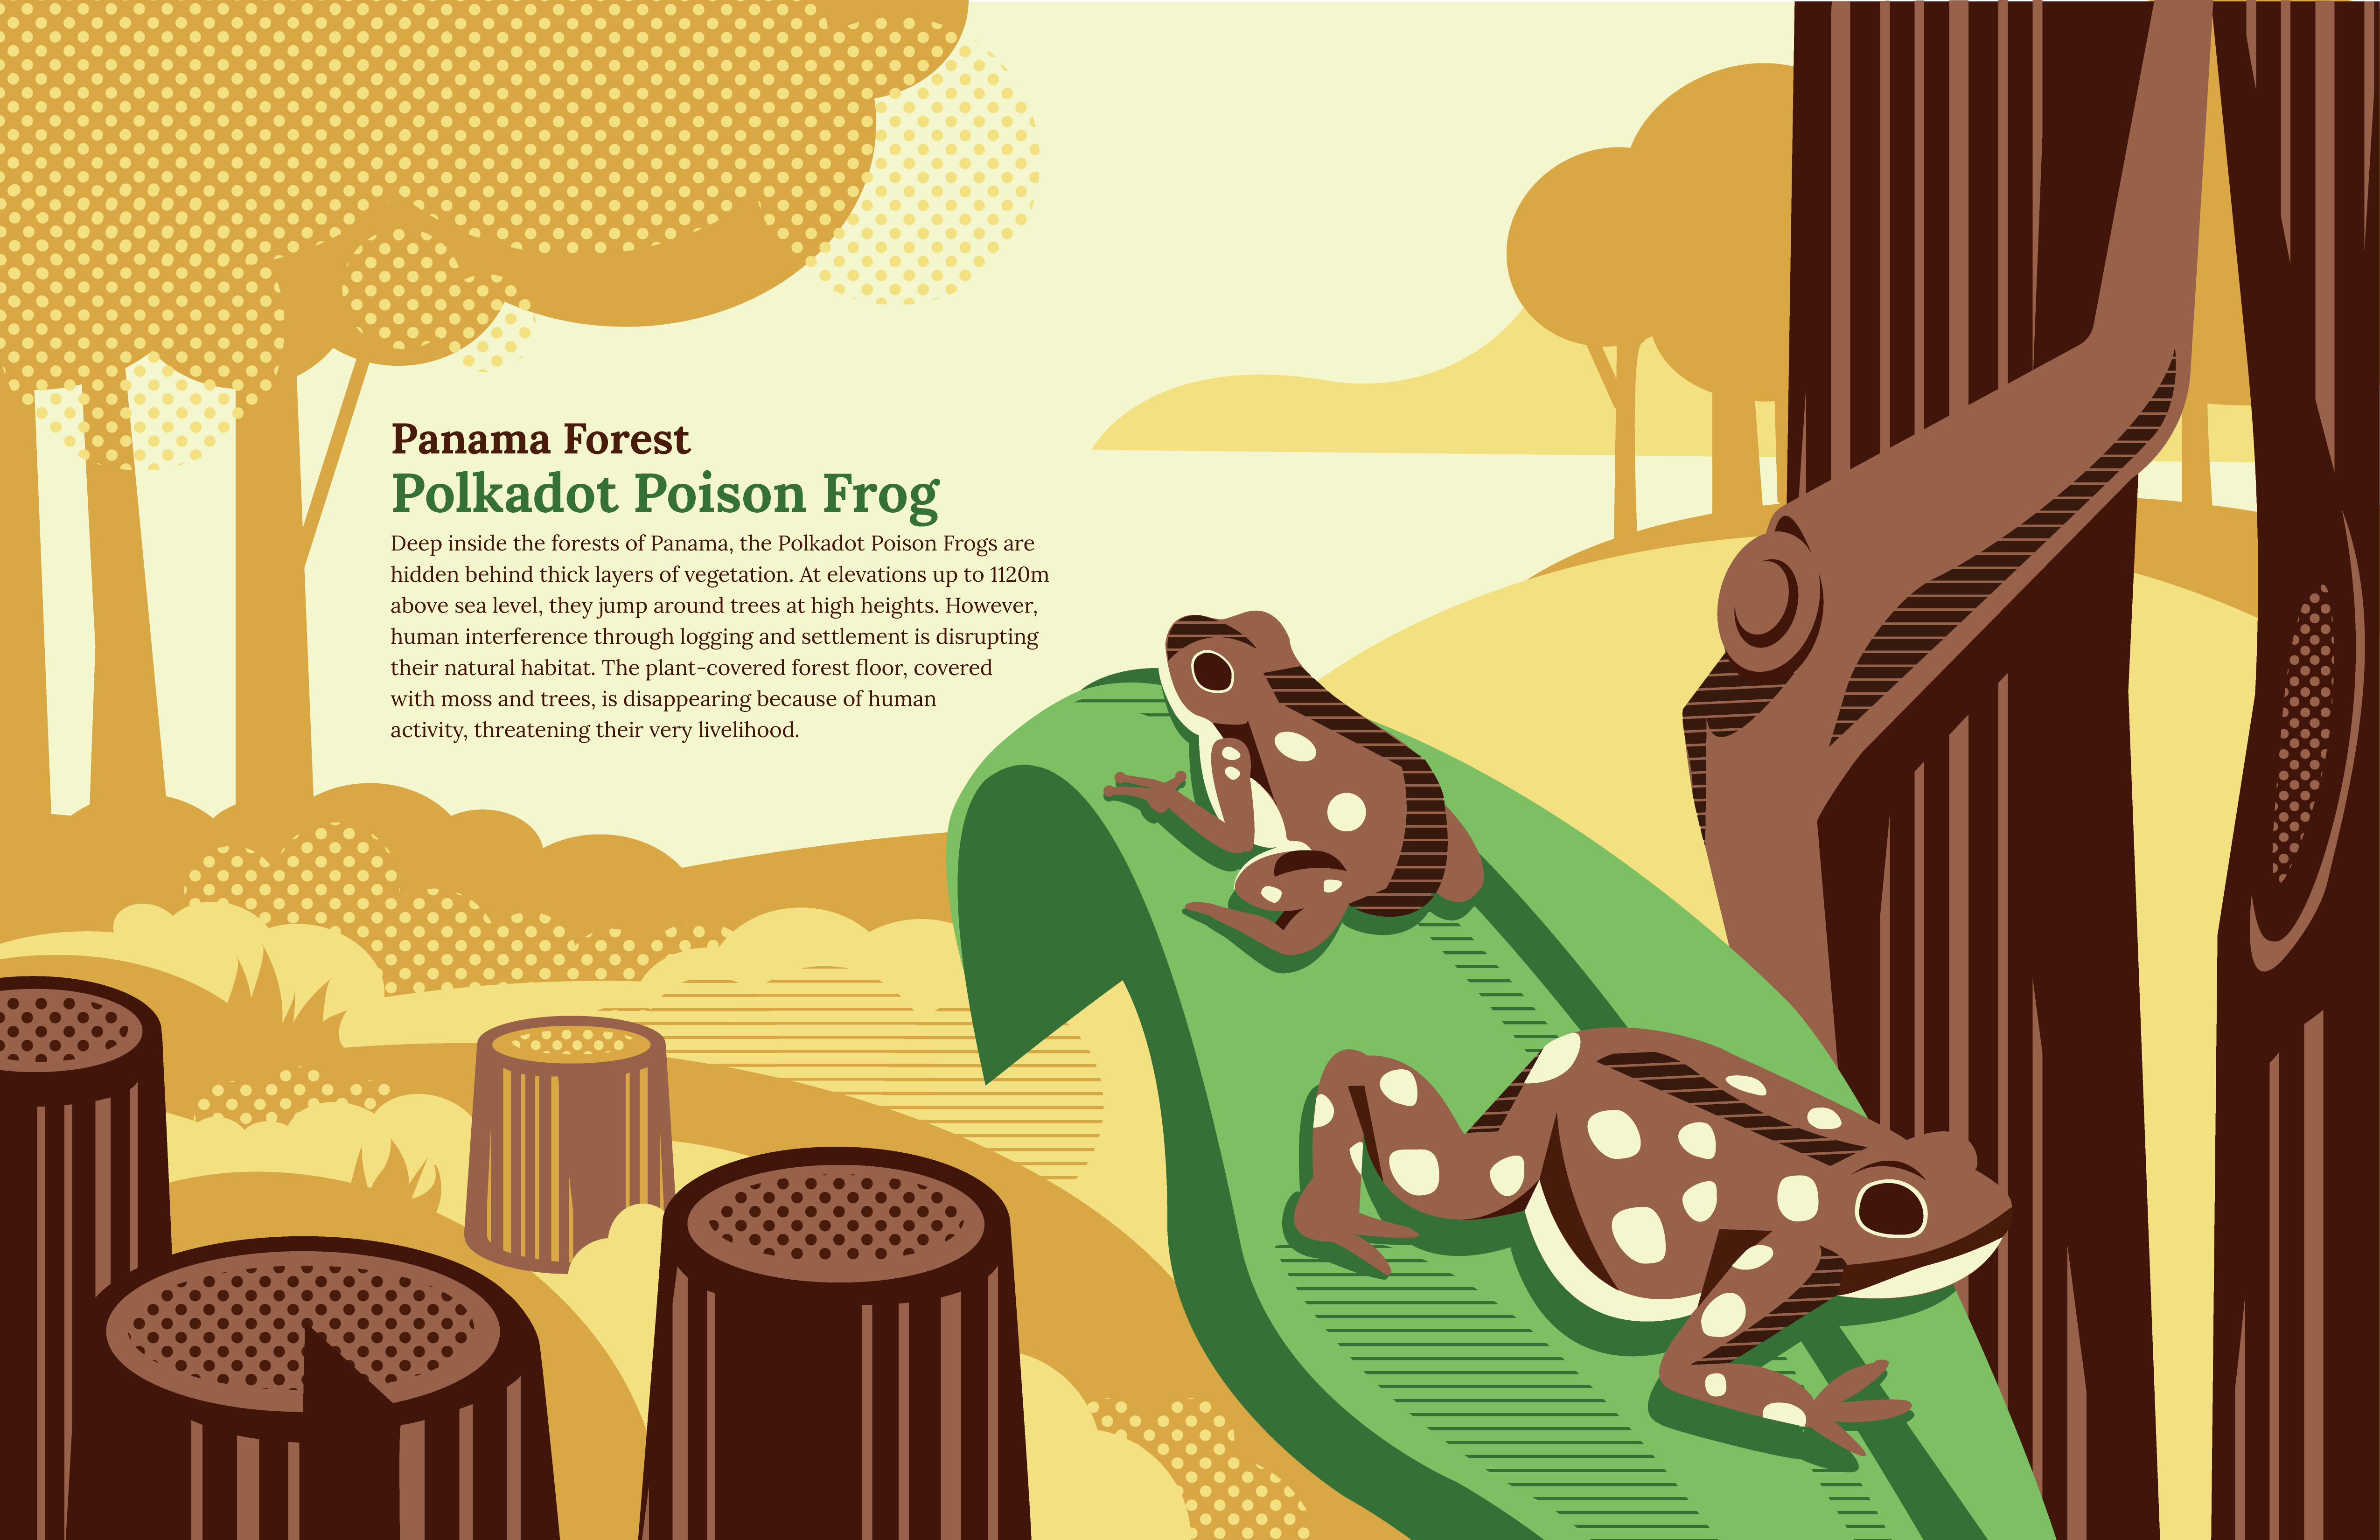 Panama Forest
Polkadot Poison Frog
Deep inside the forests of Panama, the Polkadot Poison Frogs are
hidden behind thick layers of vegetation. At elevations up to 1120m
above sea level, they jump around trees at high heights. However,
human interference through logging and settlement is disrupting
their natural habitat. The plant-covered forest floor, covered
with moss and trees, is disappearing because of human
activity, threatening their very livelihood.